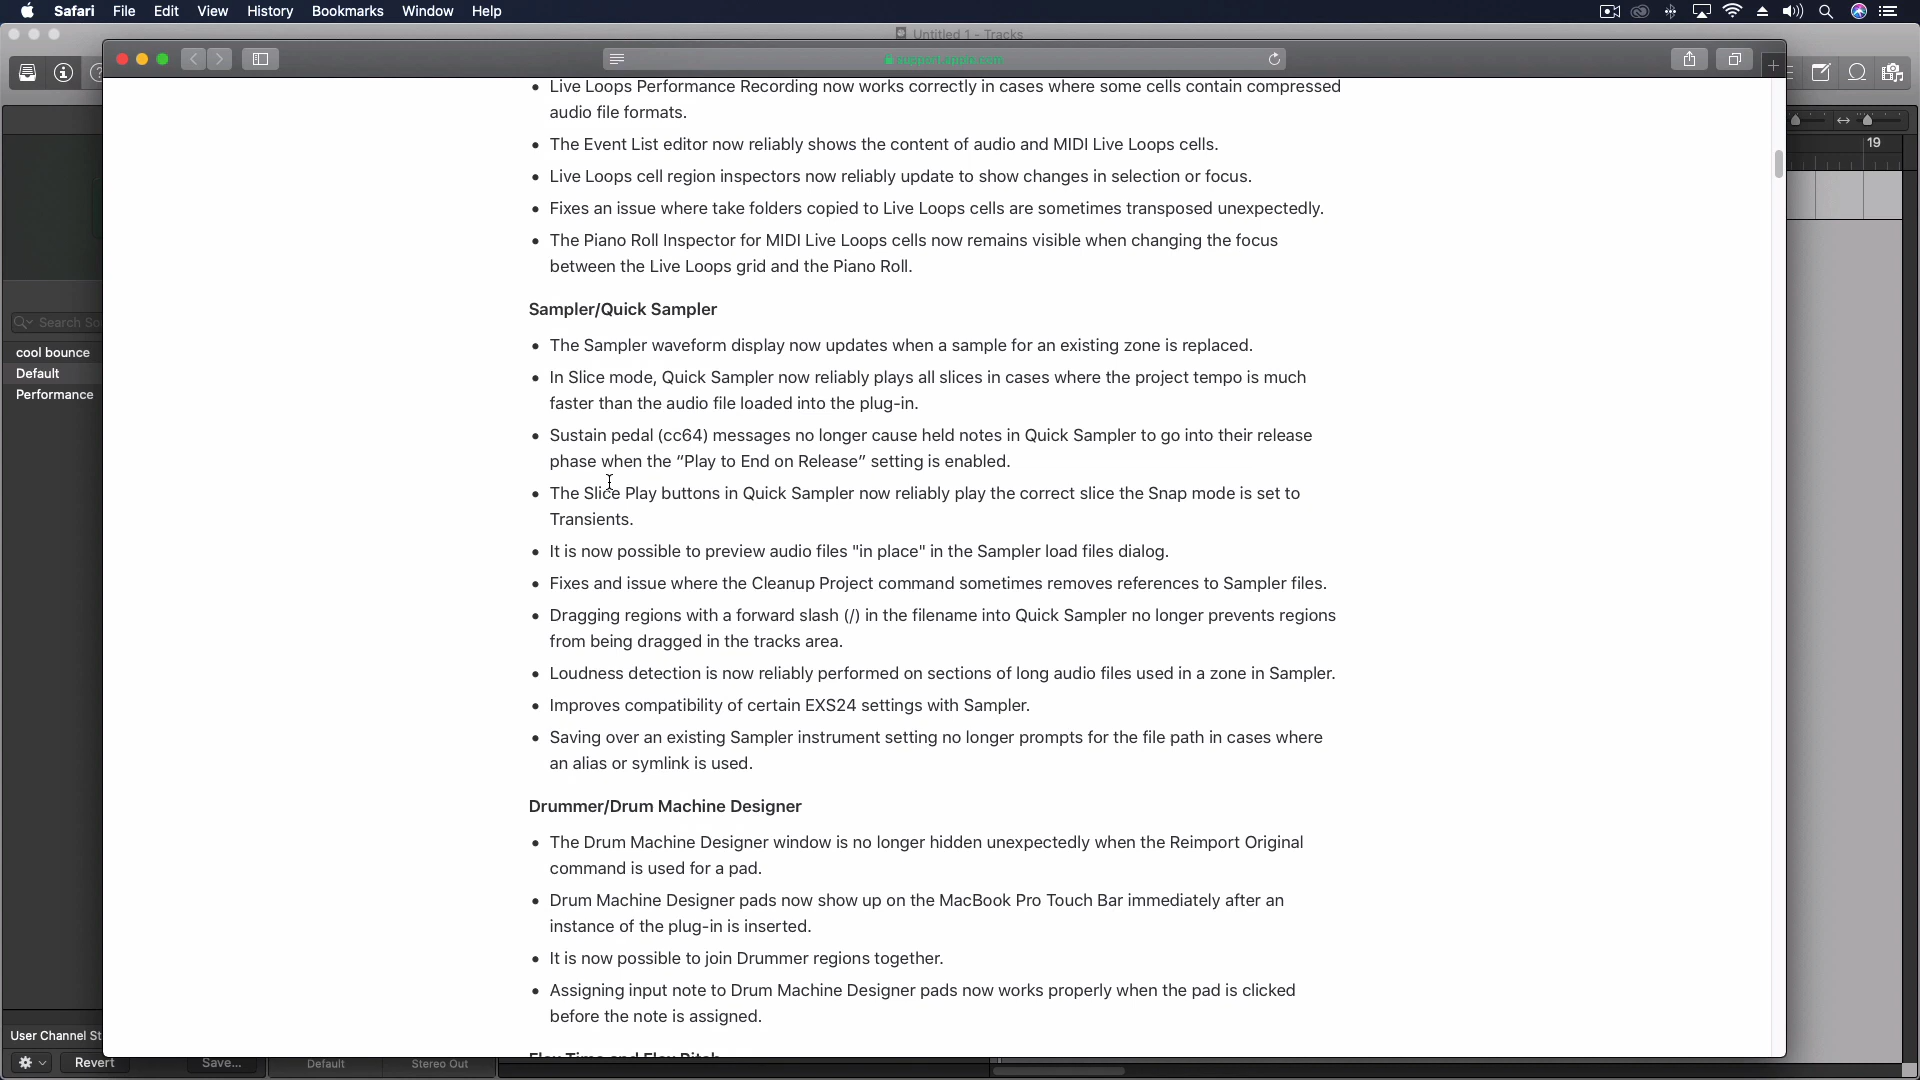 Safari File Edit View History Bookmarks Window Help
Untitled 1 - Tracks
support.apple.com
19
Search So
cool bounce
Default
Performance
User Channel St
Revert
Save...
Default
Stereo Out
• Live Loops Performance Recording now works correctly in cases where some cells contain compressed
audio file formats.
• The Event List editor now reliably shows the content of audio and MIDI Live Loops cells.
• Live Loops cell region inspectors now reliably update to show changes in selection or focus.
• Fixes an issue where take folders copied to Live Loops cells are sometimes transposed unexpectedly.
• The Piano Roll Inspector for MIDI Live Loops cells now remains visible when changing the focus
between the Live Loops grid and the Piano Roll.
Sampler/Quick Sampler
• The Sampler waveform display now updates when a sample for an existing zone is replaced.
• In Slice mode, Quick Sampler now reliably plays all slices in cases where the project tempo is much
faster than the audio file loaded into the plug-in.
• Sustain pedal (cc64) messages no longer cause held notes in Quick Sampler to go into their release
phase when the “Play to End on Release” setting is enabled.
• The Slice Play buttons in Quick Sampler now reliably play the correct slice the Snap mode is set to
Transients.
• It is now possible to preview audio files "in place" in the Sampler load files dialog.
• Fixes and issue where the Cleanup Project command sometimes removes references to Sampler files.
• Dragging regions with a forward slash (/) in the filename into Quick Sampler no longer prevents regions
from being dragged in the tracks area.
• Loudness detection is now reliably performed on sections of long audio files used in a zone in Sampler.
• Improves compatibility of certain EXS24 settings with Sampler.
• Saving over an existing Sampler instrument setting no longer prompts for the file path in cases where
an alias or symlink is used.
Drummer/Drum Machine Designer
• The Drum Machine Designer window is no longer hidden unexpectedly when the Reimport Original
command is used for a pad.
• Drum Machine Designer pads now show up on the MacBook Pro Touch Bar immediately after an
instance of the plug-in is inserted.
• It is now possible to join Drummer regions together.
• Assigning input note to Drum Machine Designer pads now works properly when the pad is clicked
before the note is assigned.
Flex Time and Flex Pitch